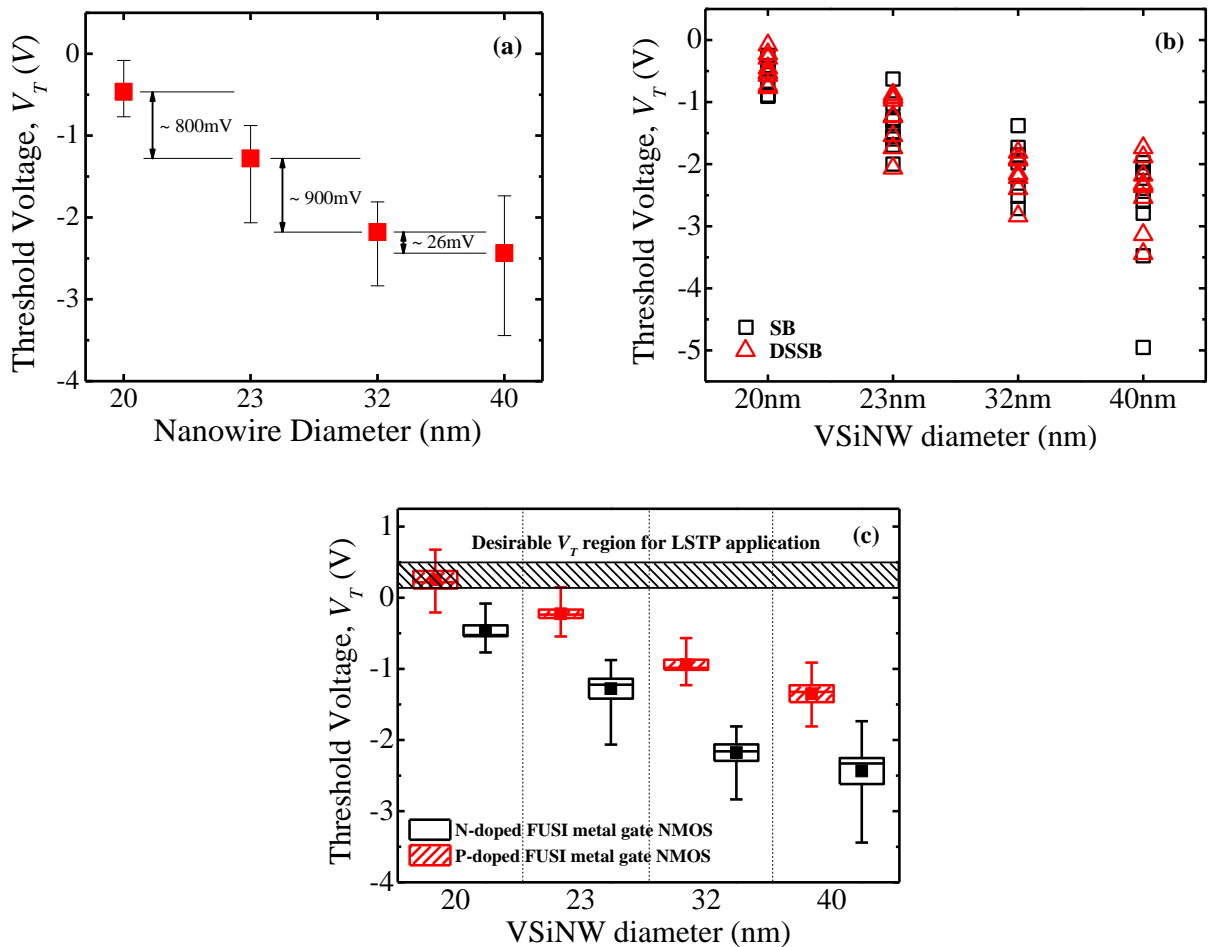 (a)
Threshold Voltage, V_T (V)
0
-1
-2
-3
-4
~ 800mV
~ 900mV
~ 26mV
20 23 32 40
Nanowire Diameter (nm)
(b)
Threshold Voltage, V_T (V)
0
-1
-2
-3
-4
-5
SB
DSSB
20nm 23nm 32nm 40nm
VSiNW diameter (nm)
(c)
Desirable V_T region for LSTP application
Threshold Voltage, V_T (V)
1
0
-1
-2
-3
-4
N-doped FUSI metal gate NMOS
P-doped FUSI metal gate NMOS
20 23 32 40
VSiNW diameter (nm)